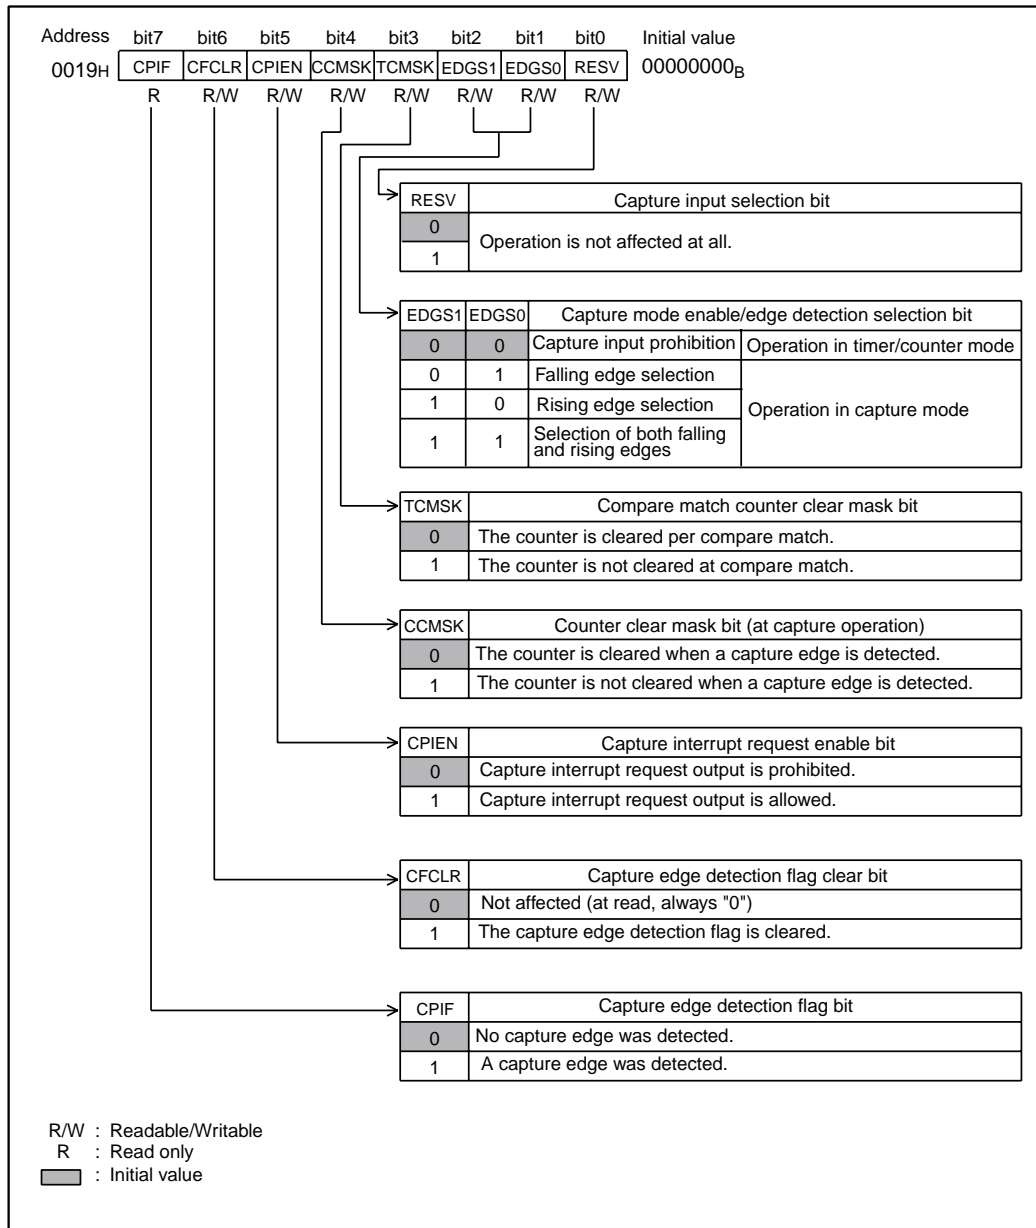 Address bit7 bit6 bit5 bit4 bit3 bit2 bit1 bit0 Initial value
0019H CPIF CFCLR CPIEN CCMSK TCMSK EDGS1 EDGS0 RESV 00000000B
R R/W R/W R/W R/W R/W R/W R/W
RESV Capture input selection bit
0
Operation is not affected at all.
1
EDGS1 EDGS0 Capture mode enable/edge detection selection bit
0 0 Capture input prohibition Operation in timer/counter mode
0 1 Falling edge selection
1 0 Rising edge selection
Operation in capture mode
1 1 Selection of both falling
and rising edges
TCMSK Compare match counter clear mask bit
0 The counter is cleared per compare match.
1 The counter is not cleared at compare match.
CCMSK Counter clear mask bit (at capture operation)
0 The counter is cleared when a capture edge is detected.
1 The counter is not cleared when a capture edge is detected.
CPIEN Capture interrupt request enable bit
0 Capture interrupt request output is prohibited.
1 Capture interrupt request output is allowed.
CFCLR Capture edge detection flag clear bit
0 Not affected (at read, always "0")
1 The capture edge detection flag is cleared.
CPIF Capture edge detection flag bit
0 No capture edge was detected.
1 A capture edge was detected.
R/W : Readable/Writable
R : Read only
: Initial value